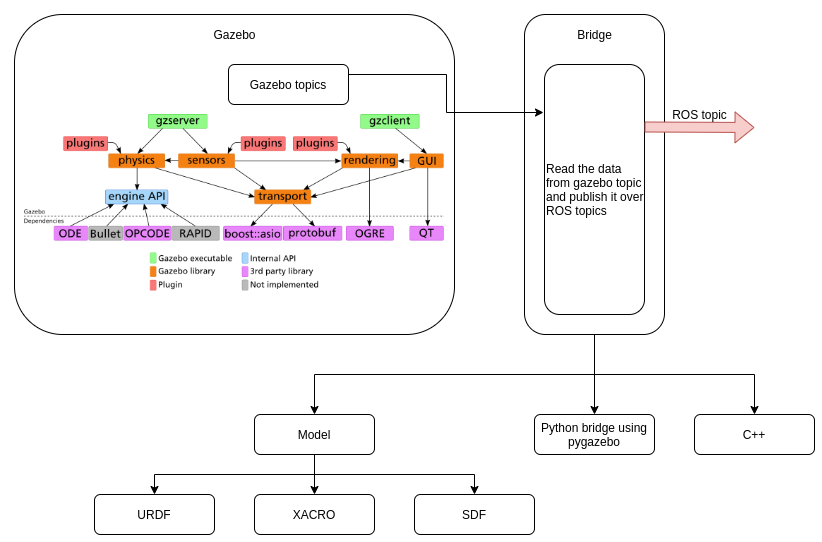 Gazebo
Bridge
Gazebo topics
gzserver
gzclient
ROS topic
plugins
plugins
plugins
physics
sensors
rendering
GUI
Read the data
from gazebo topic
and publish it over
ROS topics
engine API
transport
Gazebo
Dependencies
ODE
Bullet
OPCODE
RAPID
boost::asio
protobuf
OGRE
QT
Gazebo executable
Internal API
Gazebo library
3rd party library
Plugin
Not implemented
Model
Python bridge using
pygazebo
C++
URDF
XACRO
SDF